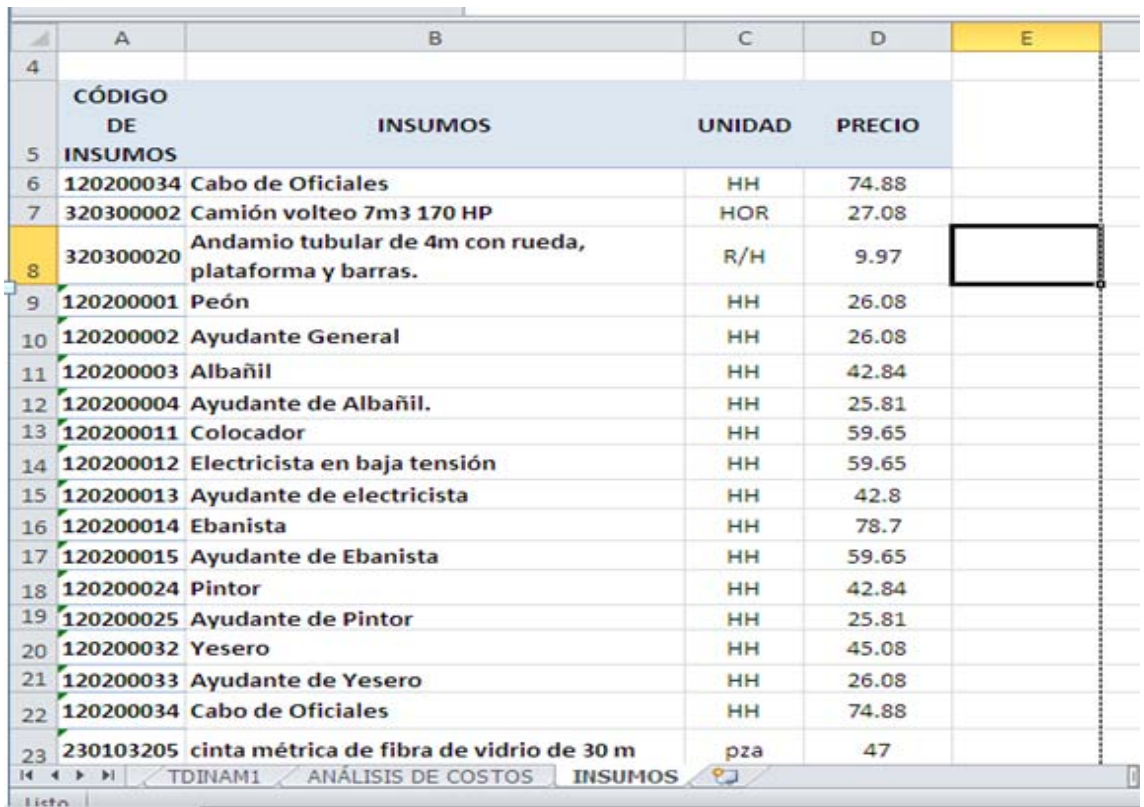 A B C D E
4
CÓDIGO
DE INSUMOS UNIDAD PRECIO
5 INSUMOS
6 120200034 Cabo de Oficiales HH 74.88
7 320300002 Camión volteo 7m3 170 HP HOR 27.08
Andamio tubular de 4m con rueda,
8 320300020 plataforma y barras. R/H 9.97
9 120200001 Peón HH 26.08
10 120200002 Ayudante General HH 26.08
11 120200003 Albañil HH 42.84
12 120200004 Ayudante de Albañil. HH 25.81
13 120200011 Colocador HH 59.65
14 120200012 Electricista en baja tensión HH 59.65
15 120200013 Ayudante de electricista HH 42.8
16 120200014 Ebanista HH 78.7
17 120200015 Ayudante de Ebanista HH 59.65
18 120200024 Pintor HH 42.84
19 120200025 Ayudante de Pintor HH 25.81
20 120200032 Yesero HH 45.08
21 120200033 Ayudante de Yesero HH 26.08
22 120200034 Cabo de Oficiales HH 74.88
23 230103205 cinta métrica de fibra de vidrio de 30 m pza 47
TDINAM1 ANÁLISIS DE COSTOS INSUMOS
Listo